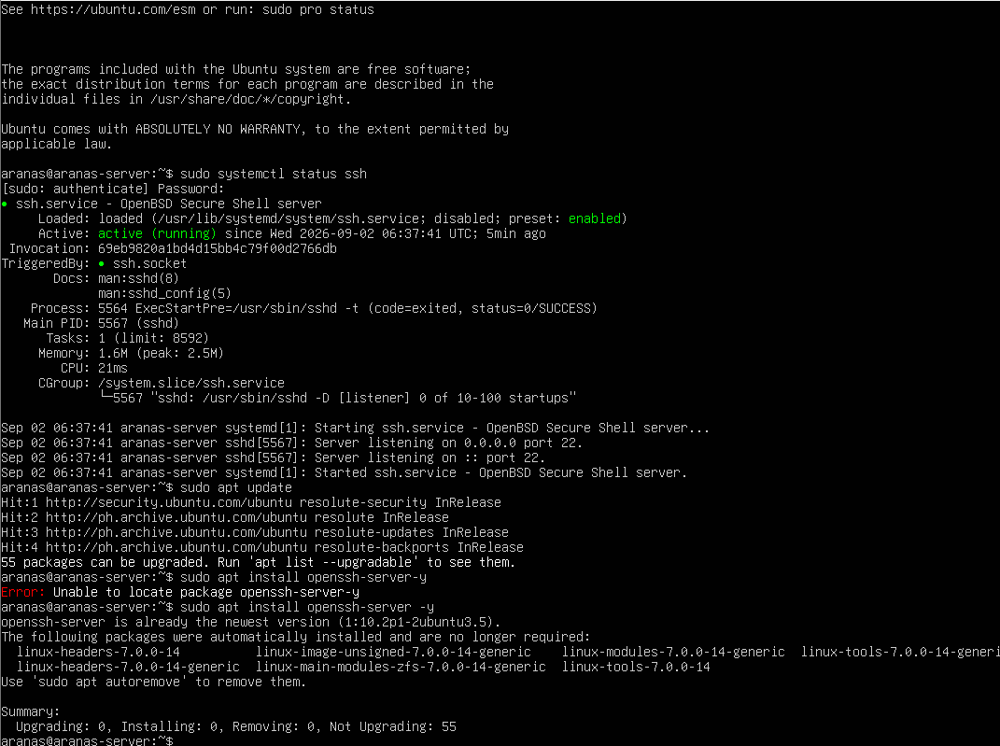 See https://ubuntu.com/esm or run: sudo pro status
The programs included with the Ubuntu system are free software;
the exact distribution terms for each program are described in the
individual files in /usr/share/doc/*/copyright.
Ubuntu comes with ABSOLUTELY NO WARRANTY, to the extent permitted by
applicable law.
aranas@aranas-server:~$ sudo systemctl status ssh
[sudo: authenticate] Password:
● ssh.service - OpenBSD Secure Shell server
     Loaded: loaded (/usr/lib/systemd/system/ssh.service; disabled; preset: enabled)
     Active: active (running) since Wed 2026-09-02 06:37:41 UTC; 5min ago
 Invocation: 69eb9820a1bd4d15bb4c79f00d2766db
TriggeredBy: ● ssh.socket
       Docs: man:sshd(8)
             man:sshd_config(5)
    Process: 5564 ExecStartPre=/usr/sbin/sshd -t (code=exited, status=0/SUCCESS)
   Main PID: 5567 (sshd)
      Tasks: 1 (limit: 8592)
     Memory: 1.6M (peak: 2.5M)
        CPU: 21ms
     CGroup: /system.slice/ssh.service
             └─5567 "sshd: /usr/sbin/sshd -D [listener] 0 of 10-100 startups"
Sep 02 06:37:41 aranas-server systemd[1]: Starting ssh.service - OpenBSD Secure Shell server...
Sep 02 06:37:41 aranas-server sshd[5567]: Server listening on 0.0.0.0 port 22.
Sep 02 06:37:41 aranas-server sshd[5567]: Server listening on :: port 22.
Sep 02 06:37:41 aranas-server systemd[1]: Started ssh.service - OpenBSD Secure Shell server.
aranas@aranas-server:~$ sudo apt update
Hit:1 http://security.ubuntu.com/ubuntu resolute-security InRelease
Hit:2 http://ph.archive.ubuntu.com/ubuntu resolute InRelease
Hit:3 http://ph.archive.ubuntu.com/ubuntu resolute-updates InRelease
Hit:4 http://ph.archive.ubuntu.com/ubuntu resolute-backports InRelease
55 packages can be upgraded. Run 'apt list --upgradable' to see them.
aranas@aranas-server:~$ sudo apt install openssh-server-y
Error: Unable to locate package openssh-server-y
aranas@aranas-server:~$ sudo apt install openssh-server -y
openssh-server is already the newest version (1:10.2p1-2ubuntu3.5).
The following packages were automatically installed and are no longer required:
  linux-headers-7.0.0-14          linux-image-unsigned-7.0.0-14-generic    linux-modules-7.0.0-14-generic  linux-tools-7.0.0-14-generi
  linux-headers-7.0.0-14-generic  linux-main-modules-zfs-7.0.0-14-generic  linux-tools-7.0.0-14
Use 'sudo apt autoremove' to remove them.
Summary:
  Upgrading: 0, Installing: 0, Removing: 0, Not Upgrading: 55
aranas@aranas-server:~$